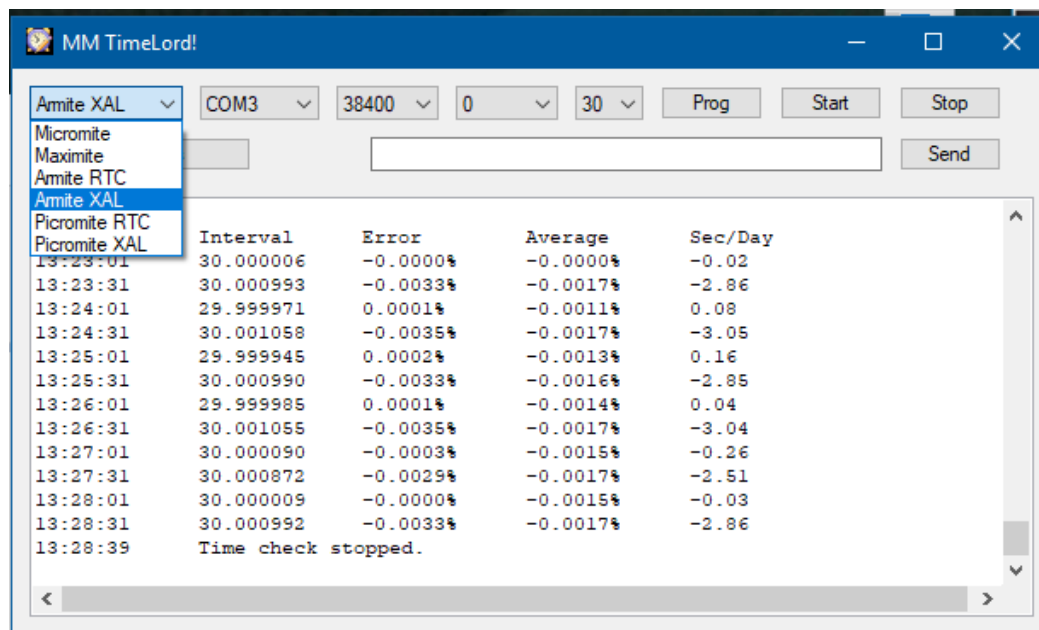 MM TimeLord!
Armite XAL COM3 38400 0 30 Prog Start Stop
Micromite
Maximite
Armite RTC
Armite XAL
Picromite RTC
Picromite XAL
Send
Interval Error Average Sec/Day
13:23:01 30.000006 -0.0000% -0.0000% -0.02
13:23:31 30.000993 -0.0033% -0.0017% -2.86
13:24:01 29.999971 0.0001% -0.0011% 0.08
13:24:31 30.001058 -0.0035% -0.0017% -3.05
13:25:01 29.999945 0.0002% -0.0013% 0.16
13:25:31 30.000990 -0.0033% -0.0016% -2.85
13:26:01 29.999985 0.0001% -0.0014% 0.04
13:26:31 30.001055 -0.0035% -0.0017% -3.04
13:27:01 30.000090 -0.0003% -0.0015% -0.26
13:27:31 30.000872 -0.0029% -0.0017% -2.51
13:28:01 30.000009 -0.0000% -0.0015% -0.03
13:28:31 30.000992 -0.0033% -0.0017% -2.86
13:28:39 Time check stopped.